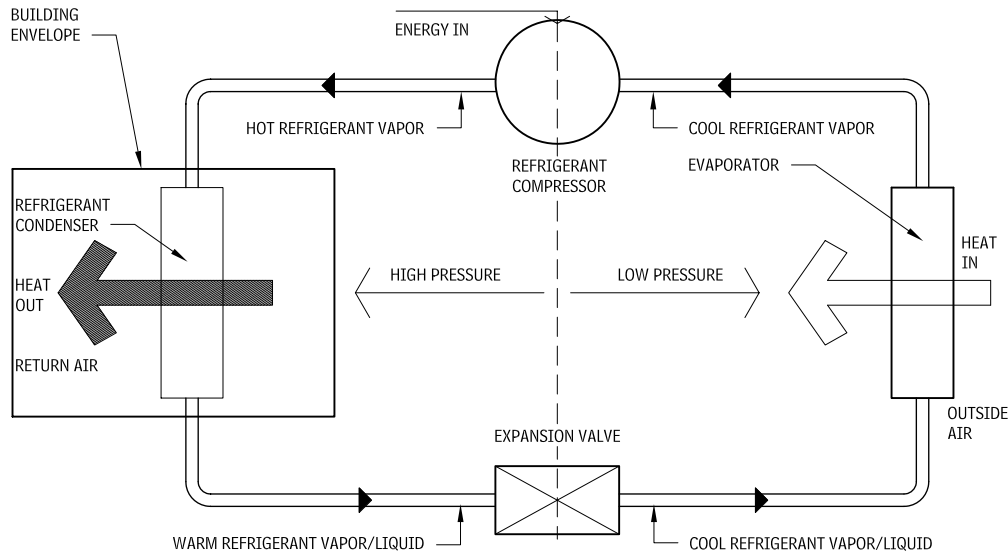 BUILDING
ENVELOPE
ENERGY IN
HOT REFRIGERANT VAPOR
COOL REFRIGERANT VAPOR
REFRIGERANT
COMPRESSOR
EVAPORATOR
REFRIGERANT
CONDENSER
HEAT
IN
HEAT
OUT
HIGH PRESSURE
LOW PRESSURE
RETURN AIR
OUTSIDE
AIR
EXPANSION VALVE
WARM REFRIGERANT VAPOR/LIQUID
COOL REFRIGERANT VAPOR/LIQUID